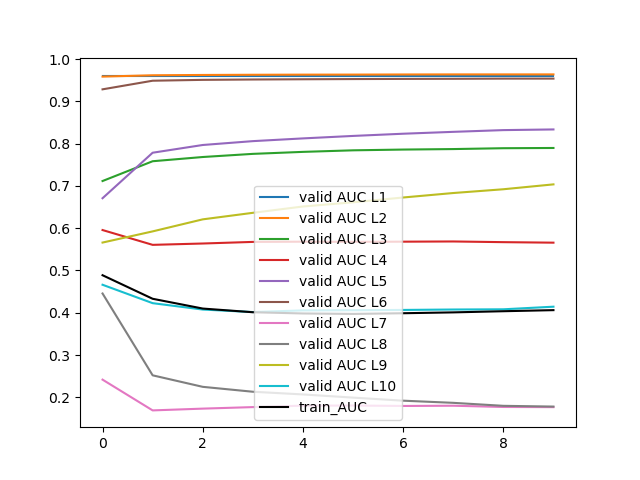 1.0
0.9
0.8
0.7
0.6
0.5
0.4
0.3
0.2
valid AUC L1
valid AUC L2
valid AUC L3
valid AUC L4
valid AUC L5
valid AUC L6
valid AUC L7
valid AUC L8
valid AUC L9
valid AUC L10
train_AUC
0 2 4 6 8